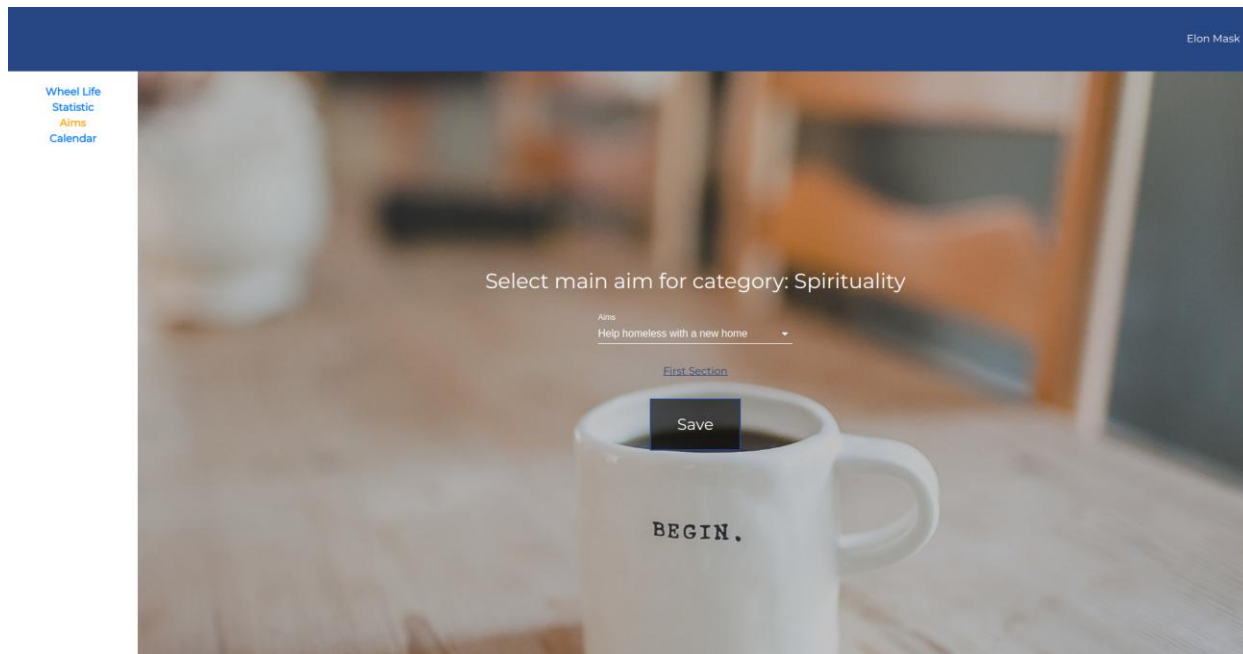 Elon Mask
Wheel Life
Statistic
Aims
Calendar
Select main aim for category: Spirituality
Aims
Help homeless with a new home
First Section
Save
BEGIN.